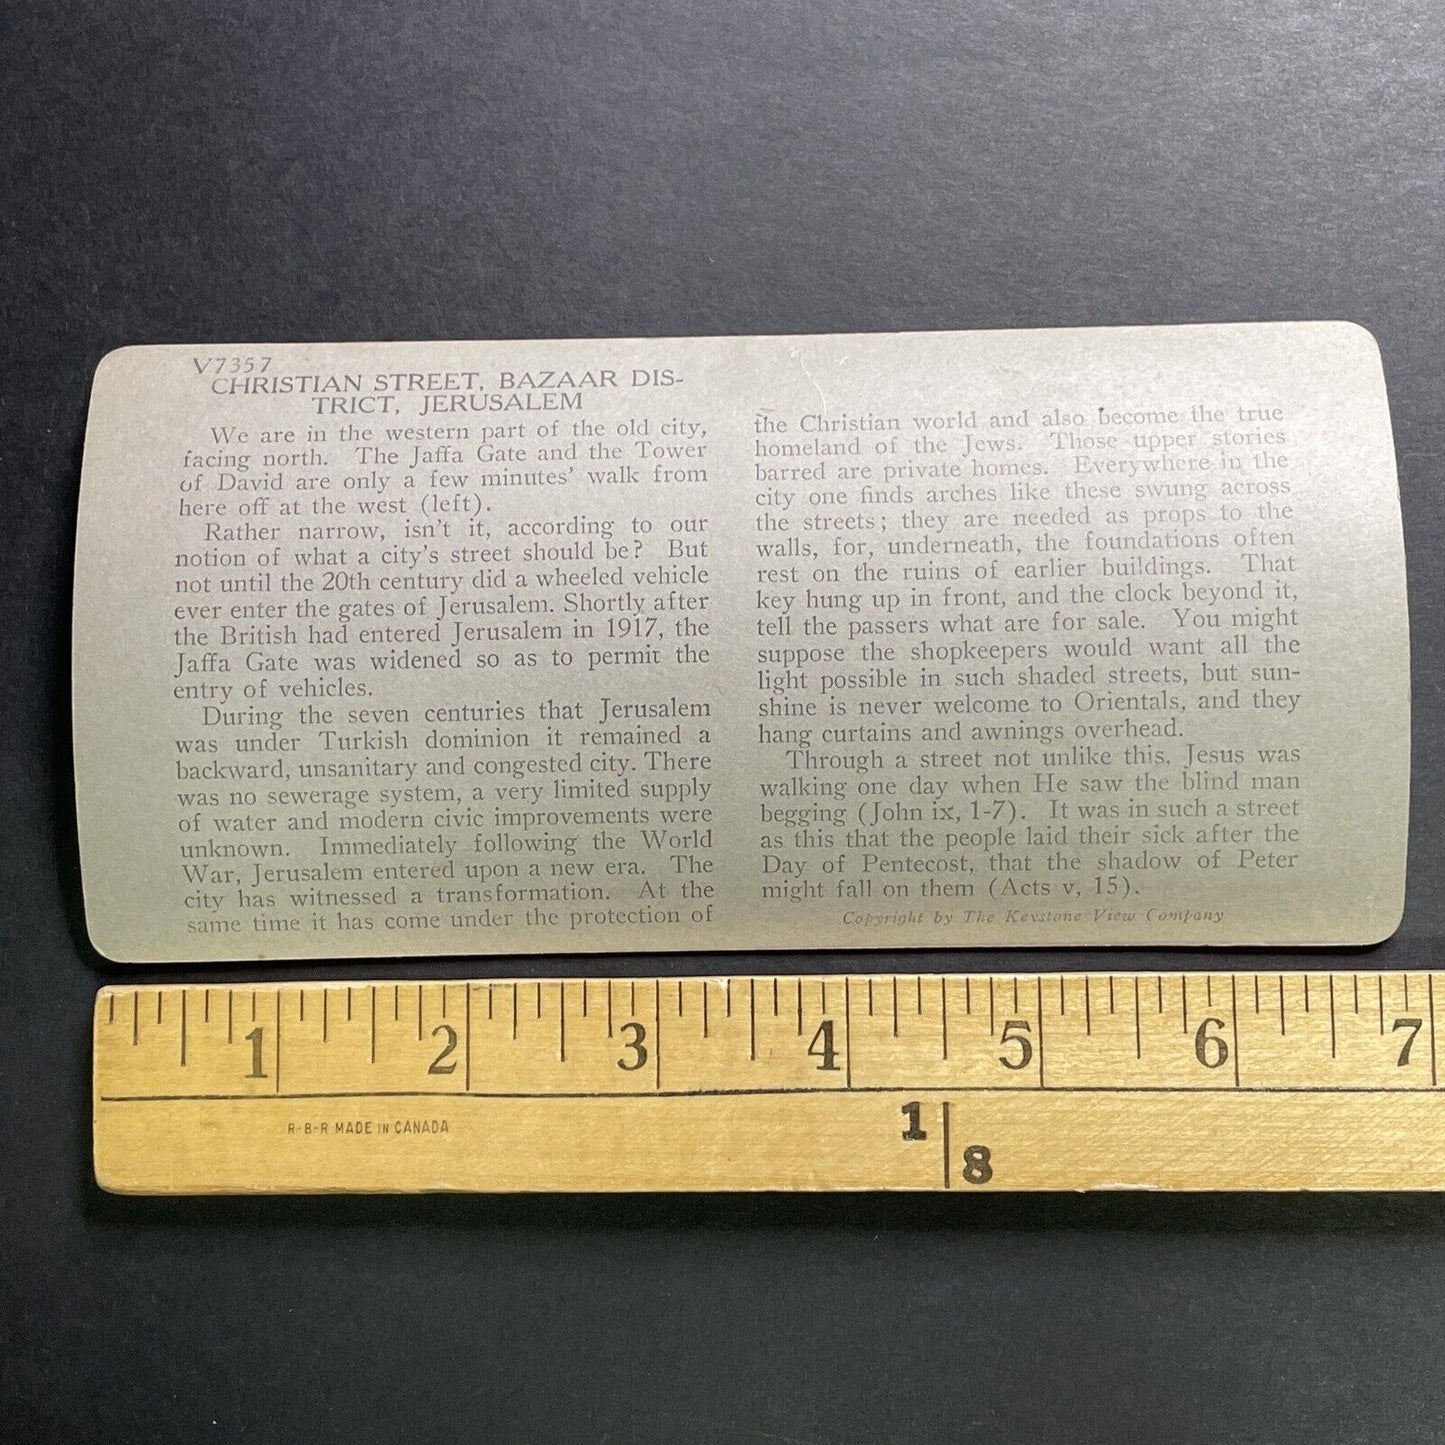 V7357
CHRISTIAN STREET, BAZAAR DIS-
TRICT, JERUSALEM
We are in the western part of the old city,
facing north. The Jaffa Gate and the Tower
of David are only a few minutes' walk from
here off at the west (left).
Rather narrow, isn't it, according to our
notion of what a city's street should be? But
not until the 20th century did a wheeled vehicle
ever enter the gates of Jerusalem. Shortly after
the British had entered Jerusalem in 1917, the
Jaffa Gate was widened so as to permit the
entry of vehicles.
During the seven centuries that Jerusalem
was under Turkish dominion it remained a
backward, unsanitary and congested city. There
was no sewerage system, a very limited supply
of water and modern civic improvements were
unknown. Immediately following the World
War, Jerusalem entered upon a new era. The
city has witnessed a transformation. At the
same time it has come under the protection of
the Christian world and also become the true
homeland of the Jews. Those upper stories
barred are private homes. Everywhere in the
city one finds arches like these swung across
the streets; they are needed as props to the
walls, for, underneath, the foundations often
rest on the ruins of earlier buildings. That
key hung up in front, and the clock beyond it,
tell the passers what are for sale. You might
suppose the shopkeepers would want all the
light possible in such shaded streets, but sun-
shine is never welcome to Orientals, and they
hang curtains and awnings overhead.
Through a street not unlike this, Jesus was
walking one day when He saw the blind man
begging (John ix, 1-7). It was in such a street
as this that the people laid their sick after the
Day of Pentecost, that the shadow of Peter
might fall on them (Acts v, 15).
Copyright by The Keystone View Company
1 2 3 4 5 6 7
R-B-R MADE IN CANADA
1 8